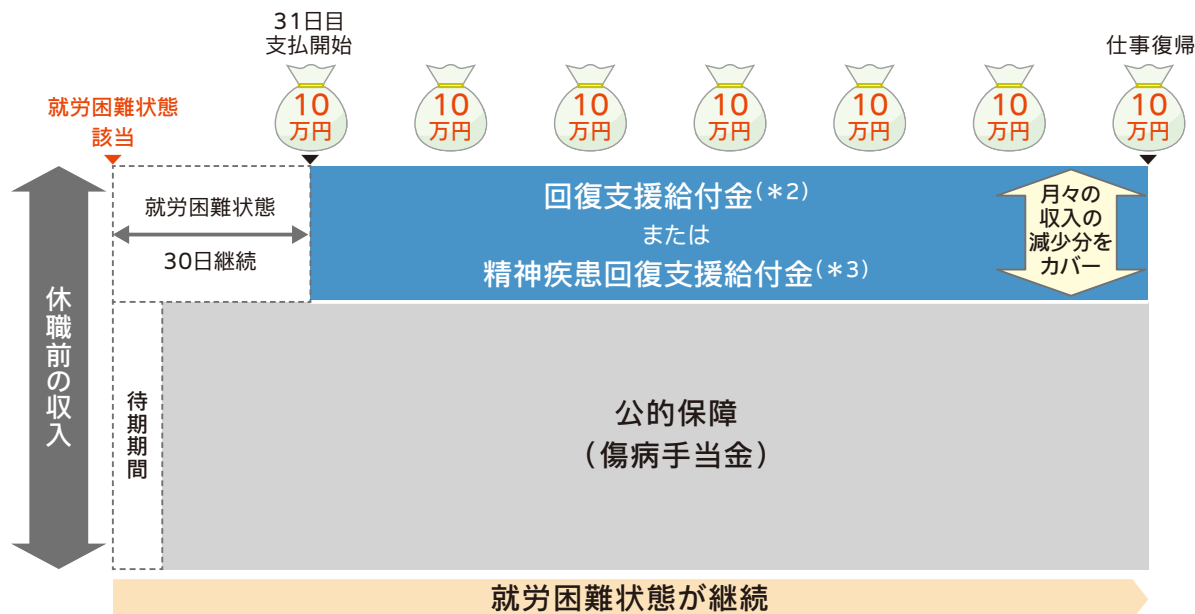 31日目
支払開始
仕事復帰
就労困難状態
該当
10
万円
10
万円
10
万円
10
万円
10
万円
10
万円
10
万円
休職前の収入
就労困難状態
30日継続
回復支援給付金(*2)
または
精神疾患回復支援給付金(*3)
月々の
収入の
減少分を
カバー
待期期間
公的保障
(傷病手当金)
就労困難状態が継続